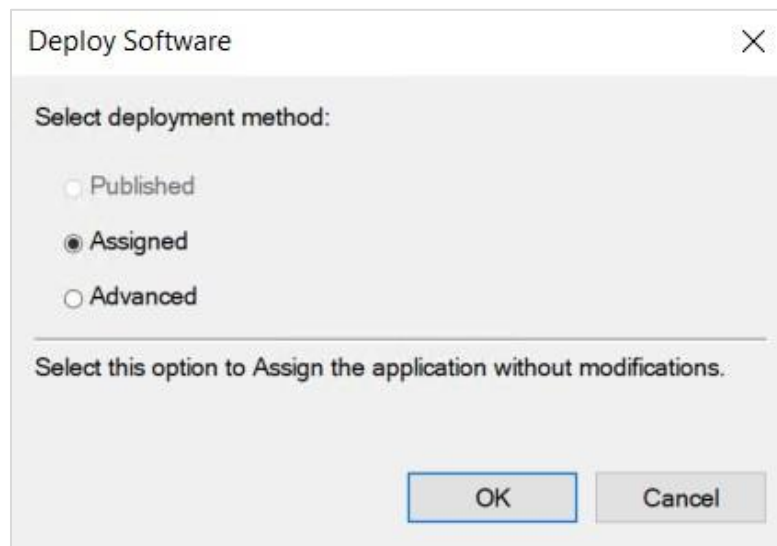 Deploy Software
Select deployment method:
Published
Assigned
Advanced
Select this option to Assign the application without modifications.
OK
Cancel